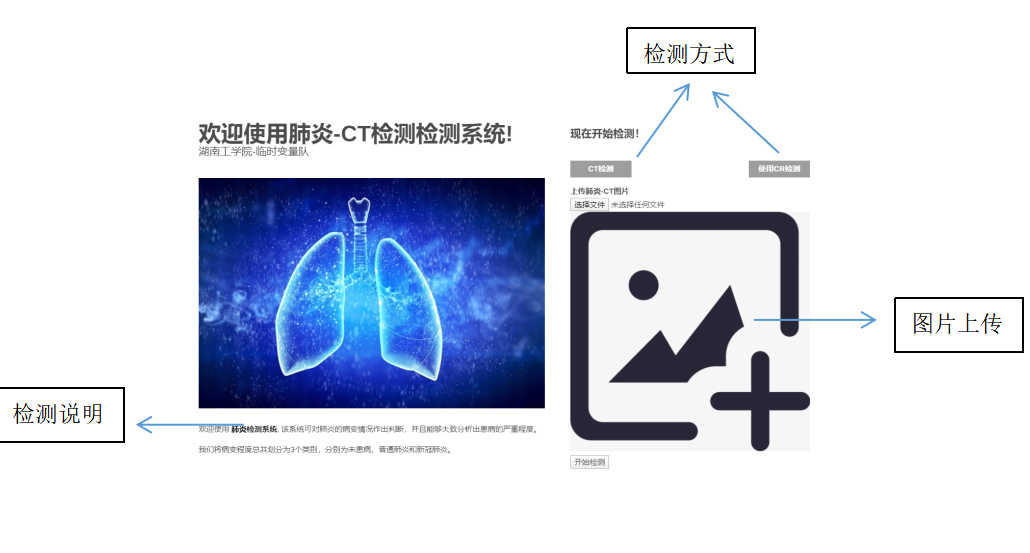 检测方式
欢迎使用肺炎-CT检测检测系统!
湖南工学院-临时变量队
现在开始检测!
CT检测
使用CR检测
上传肺炎-CT图片
选择文件 未选择任何文件
图片上传
检测说明
欢迎使用 肺炎检测系统, 该系统可对肺炎的病变情况作出判断、并且能够大致分析出患病的严重程度。
我们将病变程度总共划分为3个类别，分别为未患病、普通肺炎和新冠肺炎。
开始检测